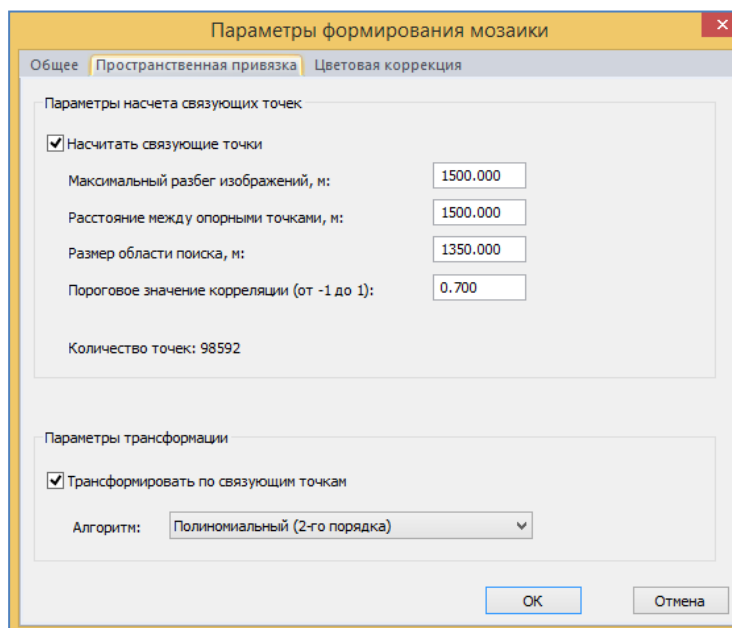 Параметры формирования мозаики
Общее Пространственная привязка Цветовая коррекция
Параметры насчета связующих точек
Насчитать связующие точки
Максимальный разбег изображений, м: 1500.000
Расстояние между опорными точками, м: 1500.000
Размер области поиска, м: 1350.000
Пороговое значение корреляции (от -1 до 1): 0.700
Количество точек: 98592
Параметры трансформации
Трансформировать по связующим точкам
Алгоритм: Полиномиальный (2-го порядка)
ОК Отмена